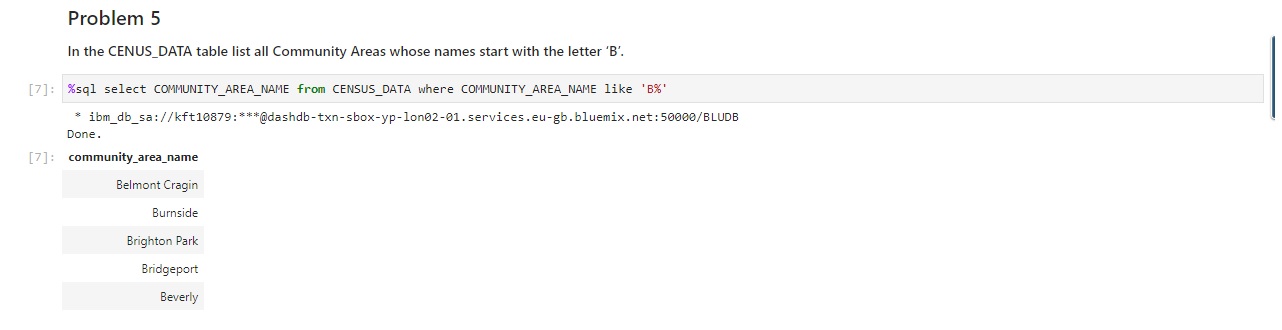 Problem 5
In the CENUS_DATA table list all Community Areas whose names start with the letter ‘B’.
[7]: %sql select COMMUNITY_AREA_NAME from CENSUS_DATA where COMMUNITY_AREA_NAME like 'B%'
* ibm_db_sa://kft10879:***@dashdb-txn-sbox-yp-lon02-01.services.eu-gb.bluemix.net:50000/BLUDB
Done.
[7]: community_area_name
Belmont Cragin
Burnside
Brighton Park
Bridgeport
Beverly